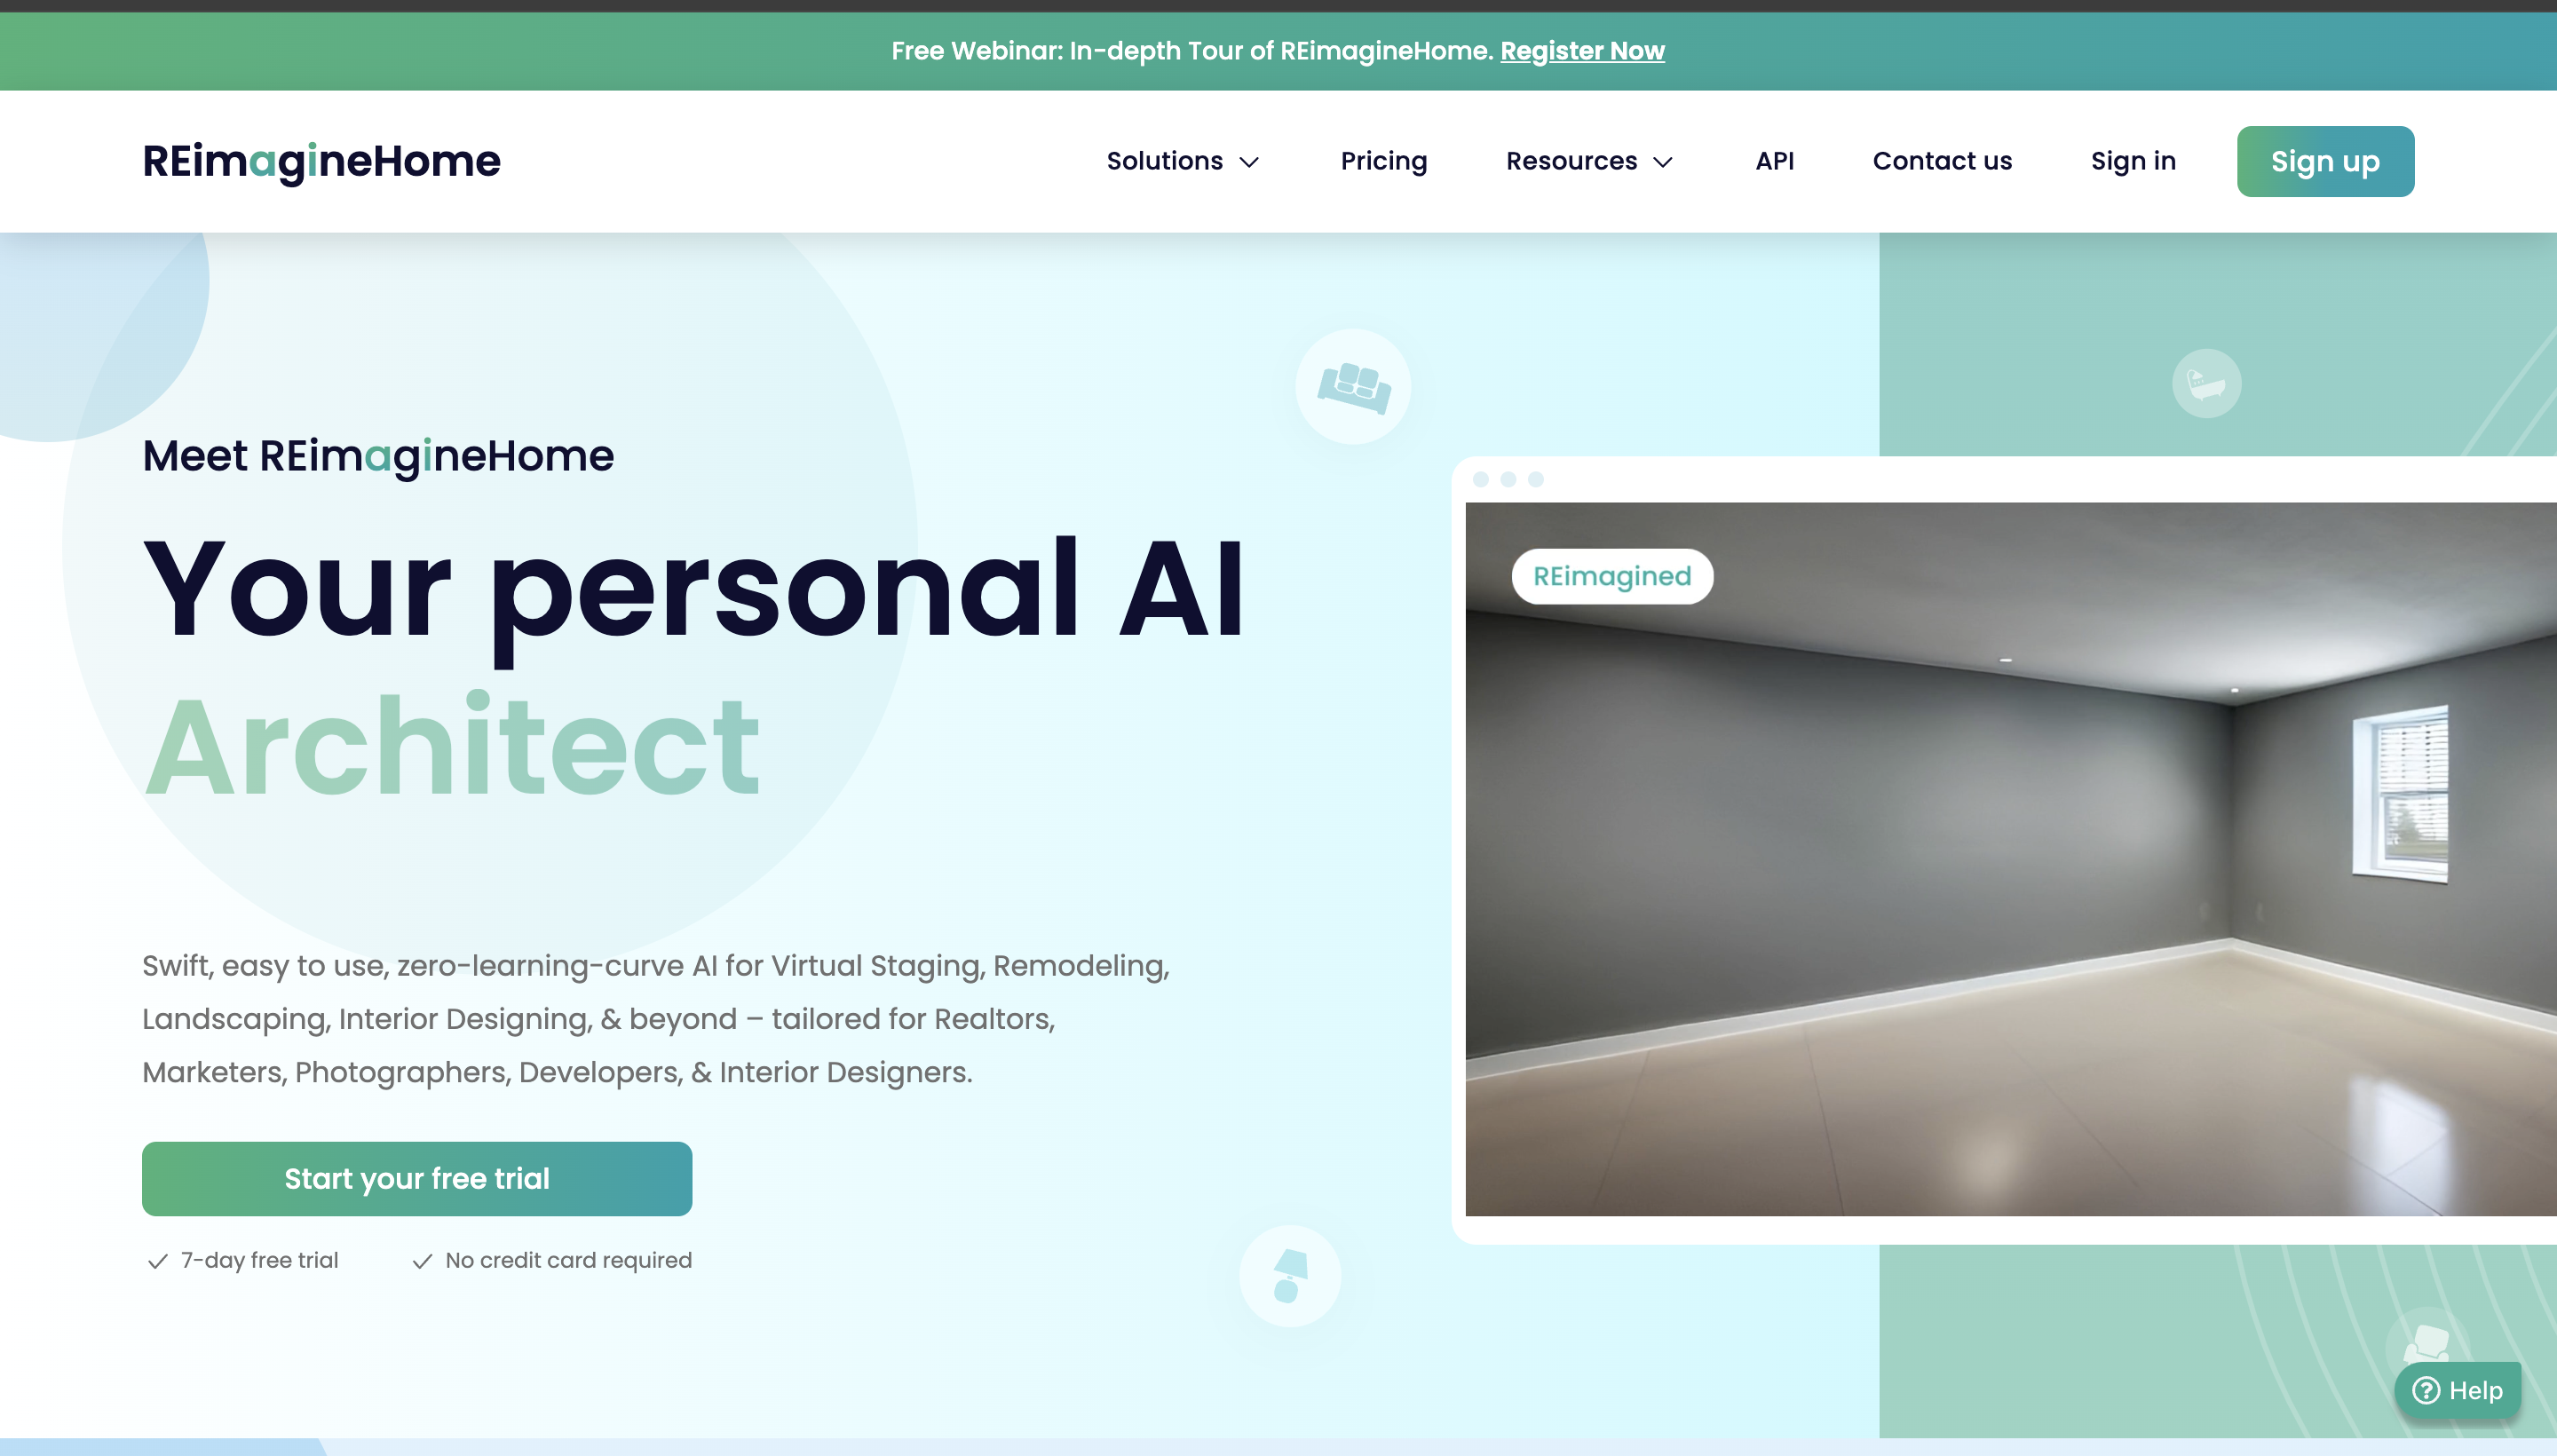 Free Webinar: In-depth Tour of REimagineHome. Register Now
REimagineHome
Solutions
Pricing
Resources
API
Contact us
Sign in
Sign up
Meet REimagineHome
Your personal AI
Architect
Swift, easy to use, zero-learning-curve AI for Virtual Staging, Remodeling,
Landscaping, Interior Designing, & beyond – tailored for Realtors,
Marketers, Photographers, Developers, & Interior Designers.
Start your free trial
7-day free trial
No credit card required
REimagined
Help